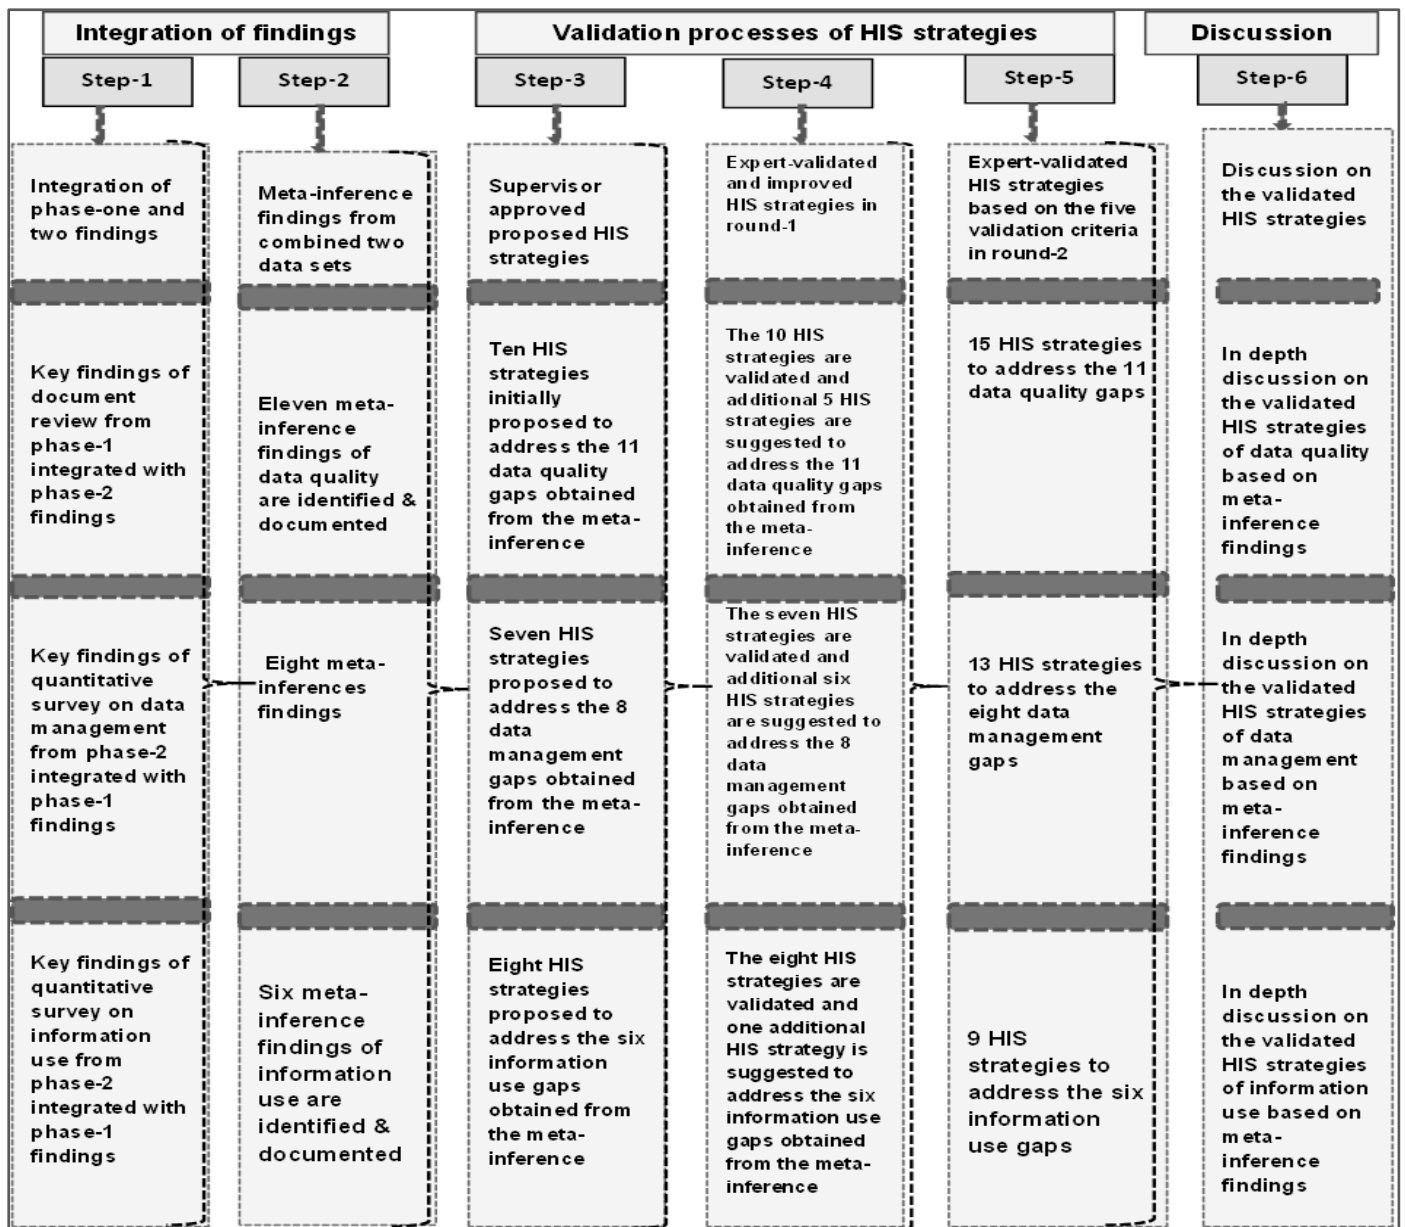 Integration of findings
Validation processes of HIS strategies
Discussion
Step-1
Step-2
Step-3
Step-4
Step-5
Step-6
Integration of
phase-one and
two findings
Key findings of
document
review from
phase-1
integrated with
phase-2
findings
Key findings of
quantitative
survey on data
management
from phase-2
integrated with
phase-1
findings
Key findings of
quantitative
survey on
information
use from
phase-2
integrated with
phase-1
findings
Meta-inference
findings from
combined two
data sets
Eleven meta-
inference
findings of
data quality
are identified &
documented
Eight meta-
inferences
findings
Six meta-
inference
findings of
information
use are
identified &
documented
Supervisor
approved
proposed HIS
strategies
Ten HIS
strategies
initially
proposed to
address the 11
data quality
gaps obtained
from the meta-
inference
Seven HIS
strategies
proposed to
address the 8
data
management
gaps obtained
from the meta-
inference
Eight HIS
strategies
proposed to
address the six
information
use gaps
obtained from
the meta-
inference
Expert-validated
and improved
HIS strategies in
round-1
The 10 HIS
strategies are
validated and
additional 5 HIS
strategies are
suggested to
address the 11
data quality gaps
obtained from
the meta-
inference
The seven HIS
strategies are
validated and
additional six
HIS strategies
are suggested to
address the 8
data
management
gaps obtained
from the meta-
inference
The eight HIS
strategies are
validated and
one additional
HIS strategy is
suggested to
address the six
information use
gaps obtained
from the meta-
inference
Expert-validated
HIS strategies
based on the five
validation criteria
in round-2
15 HIS strategies
to address the 11
data quality gaps
13 HIS strategies
to address the
eight data
management
gaps
9 HIS
strategies to
address the six
information
use gaps
Discussion on
the validated
HIS strategies
In depth
discussion on
the validated
HIS strategies
of data quality
based on
meta-
inference
findings
In depth
discussion on
the validated
HIS strategies
of data
management
based on
meta-
inference
findings
In depth
discussion on
the validated
HIS strategies
of information
use based on
meta-
inference
findings